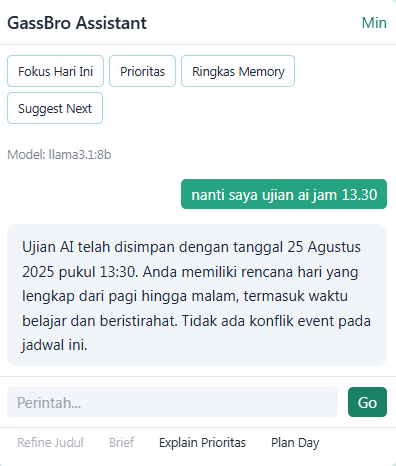 GassBro Assistant Min
Fokus Hari Ini Prioritas Ringkas Memory
Suggest Next
Model: llama3.1:8b
nanti saya ujian ai jam 13.30
Ujian AI telah disimpan dengan tanggal 25 Agustus
2025 pukul 13:30. Anda memiliki rencana hari yang
lengkap dari pagi hingga malam, termasuk waktu
belajar dan beristirahat. Tidak ada konflik event pada
jadwal ini.
Perintah... Go
Refine Judul Brief Explain Prioritas Plan Day